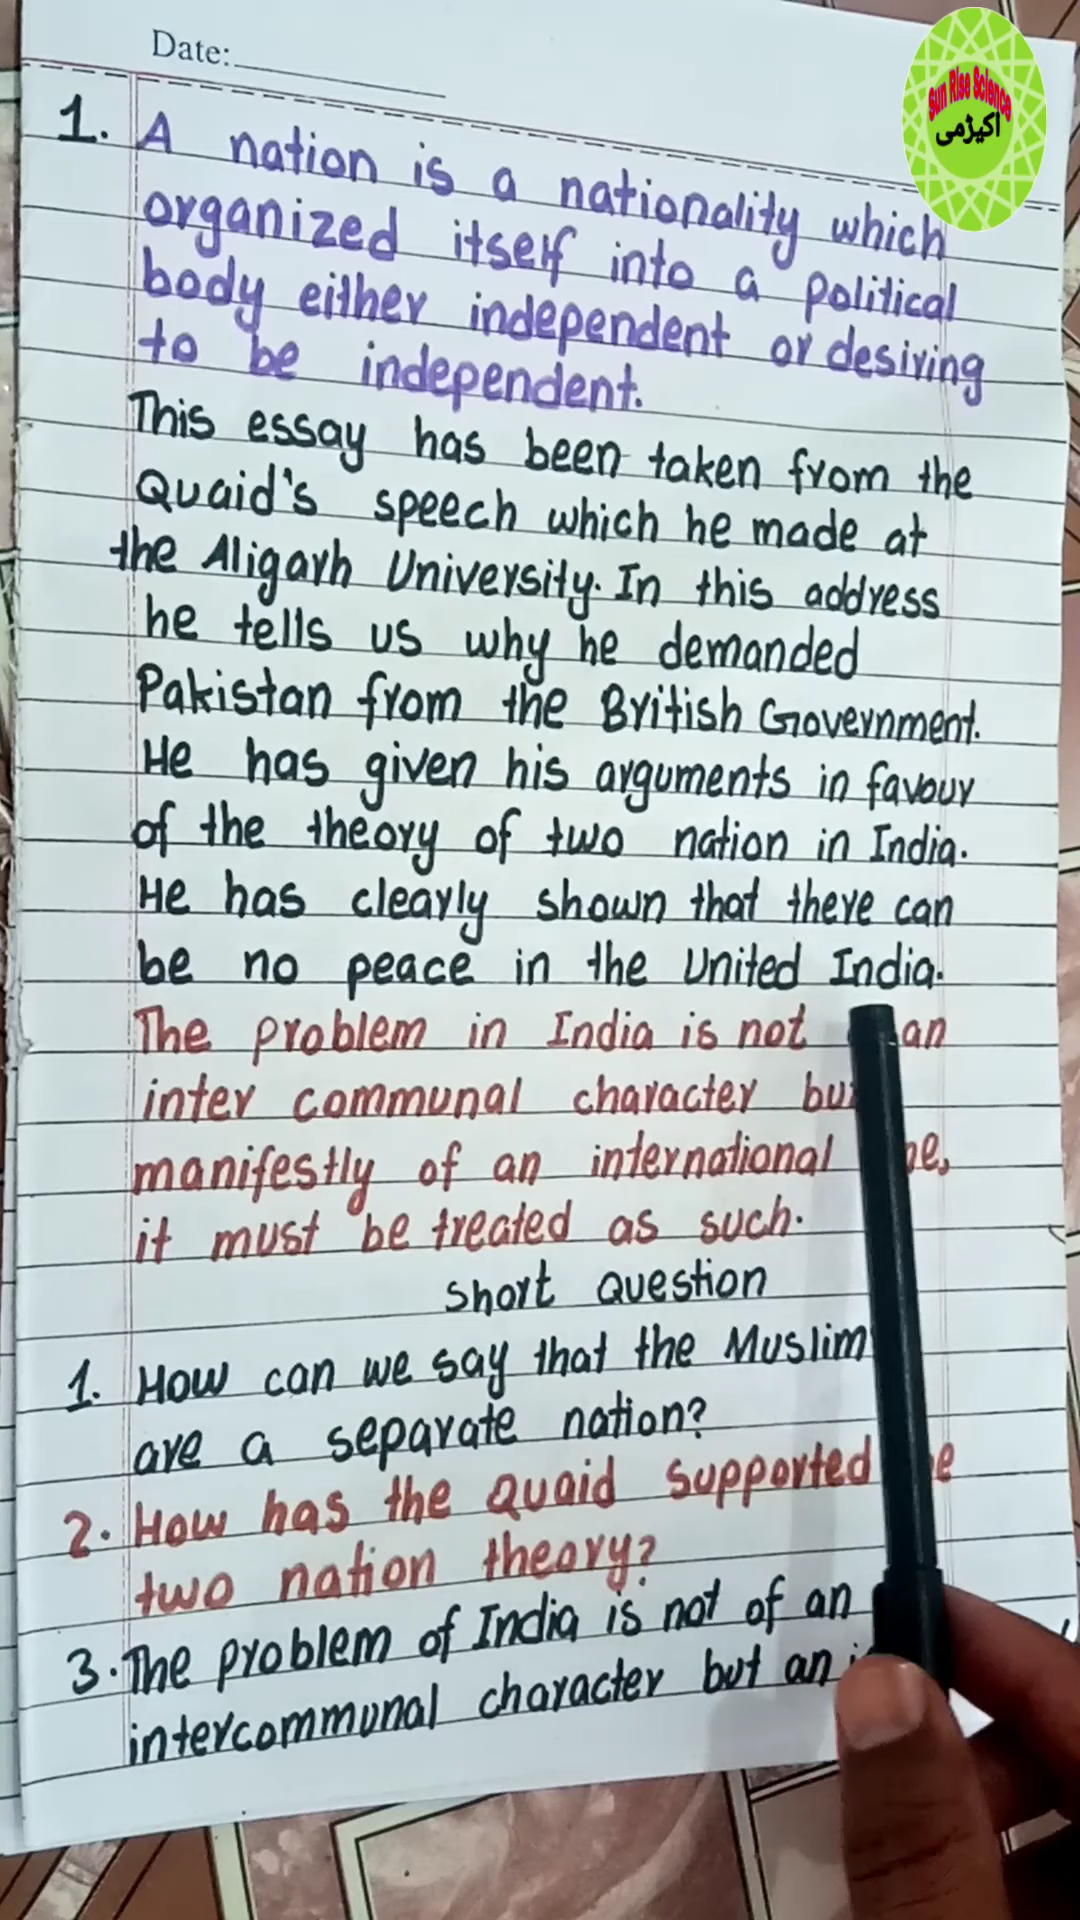 Date:
Sun Rise Science
اکیڑمی
1. A nation is a nationality which
organized itself into a political
body either independent or desiring
to be independent.
This essay has been taken from the
Quaid's speech which he made at
the Aligarh University. In this address
he tells us why he demanded
Pakistan from the British Government.
He has given his arguments in favour
of the theory of two nation in India.
He has clearly shown that there can
be no peace in the United India.
The problem in India is not an
inter communal character but
manifestly of an international
it must be treated as such.
Short Question
1. How can we say that the Muslim
are a separate nation?
2. How has the Quaid supported
two nation theory?
3. The problem of India is not of an
intercommunal character but an